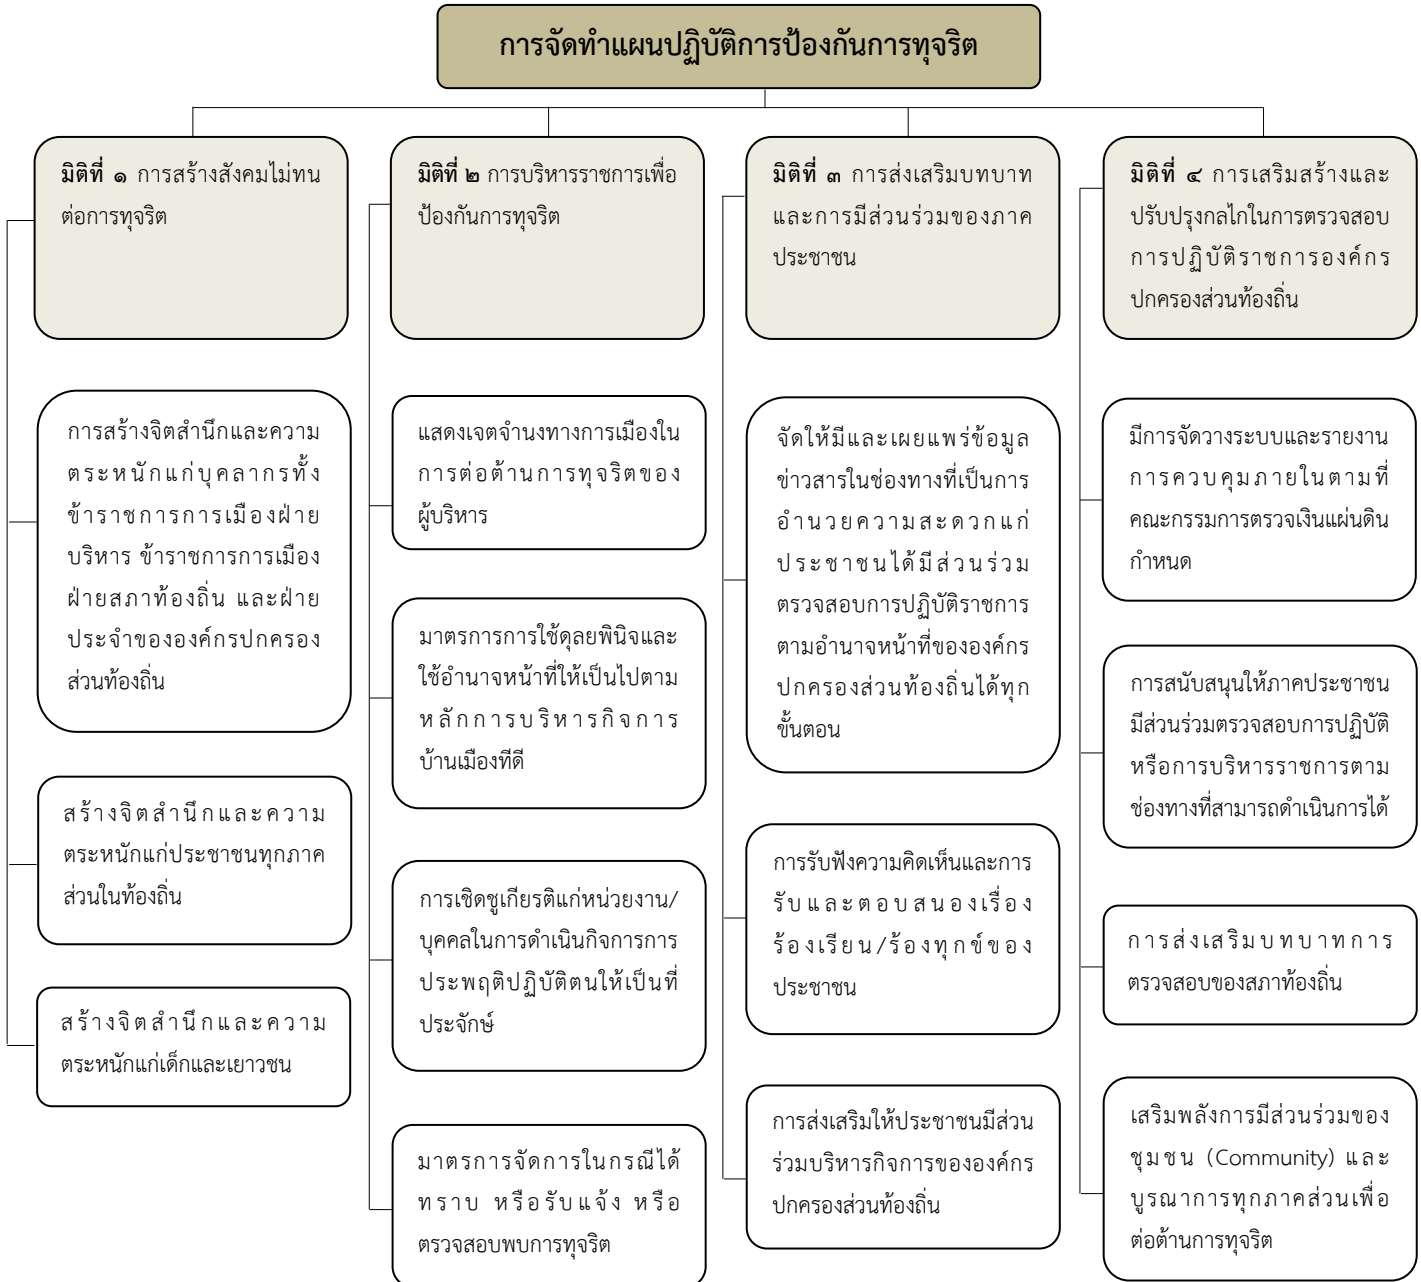 การจัดทำแผนปฏิบัติการป้องกันการทุจริต
มิติที่ ๑ การสร้างสังคมไม่ทน
ต่อการทุจริต
การสร้างจิตสำนึกและความ
ตระหนักแก่บุคลากรทั้ง
ข้าราชการการเมืองฝ่าย
บริหาร ข้าราชการการเมือง
ฝ่ายสภาท้องถิ่น และฝ่าย
ประจำขององค์กรปกครอง
ส่วนท้องถิ่น
สร้างจิตสำนึกและความ
ตระหนักแก่ประชาชนทุกภาค
ส่วนในท้องถิ่น
สร้างจิตสำนึกและความ
ตระหนักแก่เด็กและเยาวชน
มิติที่ ๒ การบริหารราชการเพื่อ
ป้องกันการทุจริต
แสดงเจตจำนงทางการเมืองใน
การต่อต้านการทุจริตของ
ผู้บริหาร
มาตรการการใช้ดุลยพินิจและ
ใช้อำนาจหน้าที่ให้เป็นไปตาม
หลักการบริหารกิจการ
บ้านเมืองทีดี
การเชิดชูเกียรติแก่หน่วยงาน/
บุคคลในการดำเนินกิจการการ
ประพฤติปฏิบัติตนให้เป็นที่
ประจักษ์
มาตรการจัดการในกรณีได้
ทราบ หรือรับแจ้ง หรือ
ตรวจสอบพบการทุจริต
มิติที่ ๓ การส่งเสริมบทบาท
และการมีส่วนร่วมของภาค
ประชาชน
จัดให้มีและเผยแพร่ข้อมูล
ข่าวสารในช่องทางที่เป็นการ
อำนวยความสะดวกแก่
ประชาชนได้มีส่วนร่วม
ตรวจสอบการปฏิบัติราชการ
ตามอำนาจหน้าที่ขององค์กร
ปกครองส่วนท้องถิ่นได้ทุก
ขั้นตอน
การรับฟังความคิดเห็นและการ
รับและตอบสนองเรื่อง
ร้องเรียน/ร้องทุกข์ของ
ประชาชน
การส่งเสริมให้ประชาชนมีส่วน
ร่วมบริหารกิจการขององค์กร
ปกครองส่วนท้องถิ่น
มิติที่ ๔ การเสริมสร้างและ
ปรับปรุงกลไกในการตรวจสอบ
การปฏิบัติราชการองค์กร
ปกครองส่วนท้องถิ่น
มีการจัดวางระบบและรายงาน
การควบคุมภายในตามที่
คณะกรรมการตรวจเงินแผ่นดิน
กำหนด
การสนับสนุนให้ภาคประชาชน
มีส่วนร่วมตรวจสอบการปฏิบัติ
หรือการบริหารราชการตาม
ช่องทางที่สามารถดำเนินการได้
การส่งเสริมบทบาทการ
ตรวจสอบของสภาท้องถิ่น
เสริมพลังการมีส่วนร่วมของ
ชุมชน (Community) และ
บูรณาการทุกภาคส่วนเพื่อ
ต่อต้านการทุจริต